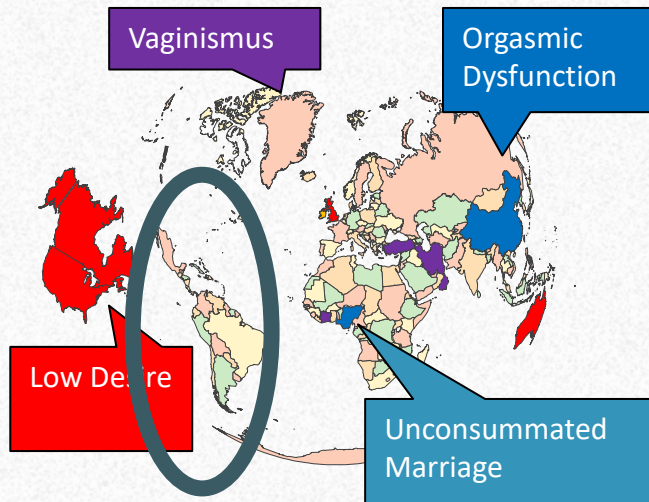 Vaginismus
Orgasmic
Dysfunction
Low Desire
Unconsummated
Marriage